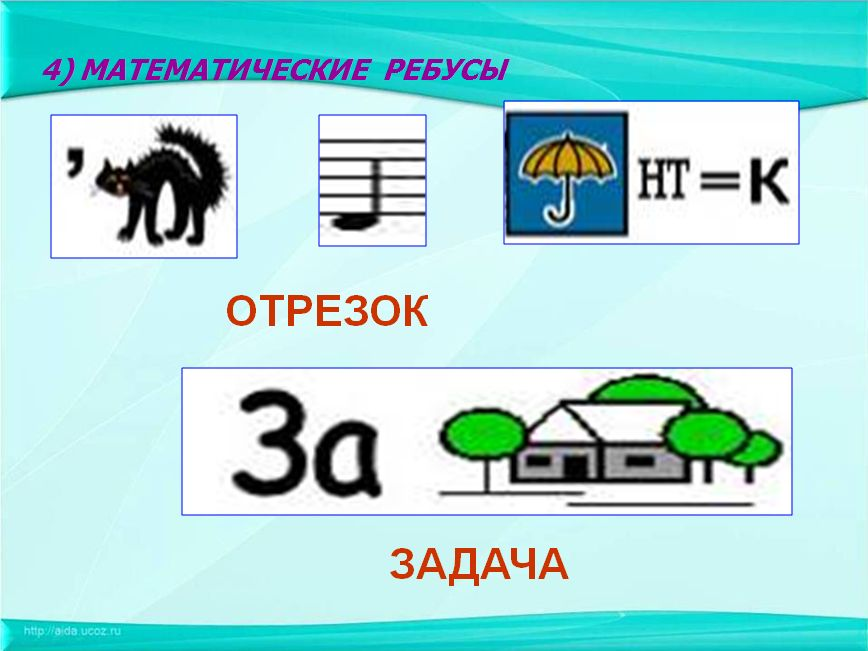 4) МАТЕМАТИЧЕСКИЕ РЕБУСЫ
, НТ = К
ОТРЕЗОК
За
ЗАДАЧА
http://aida.ucoz.ru